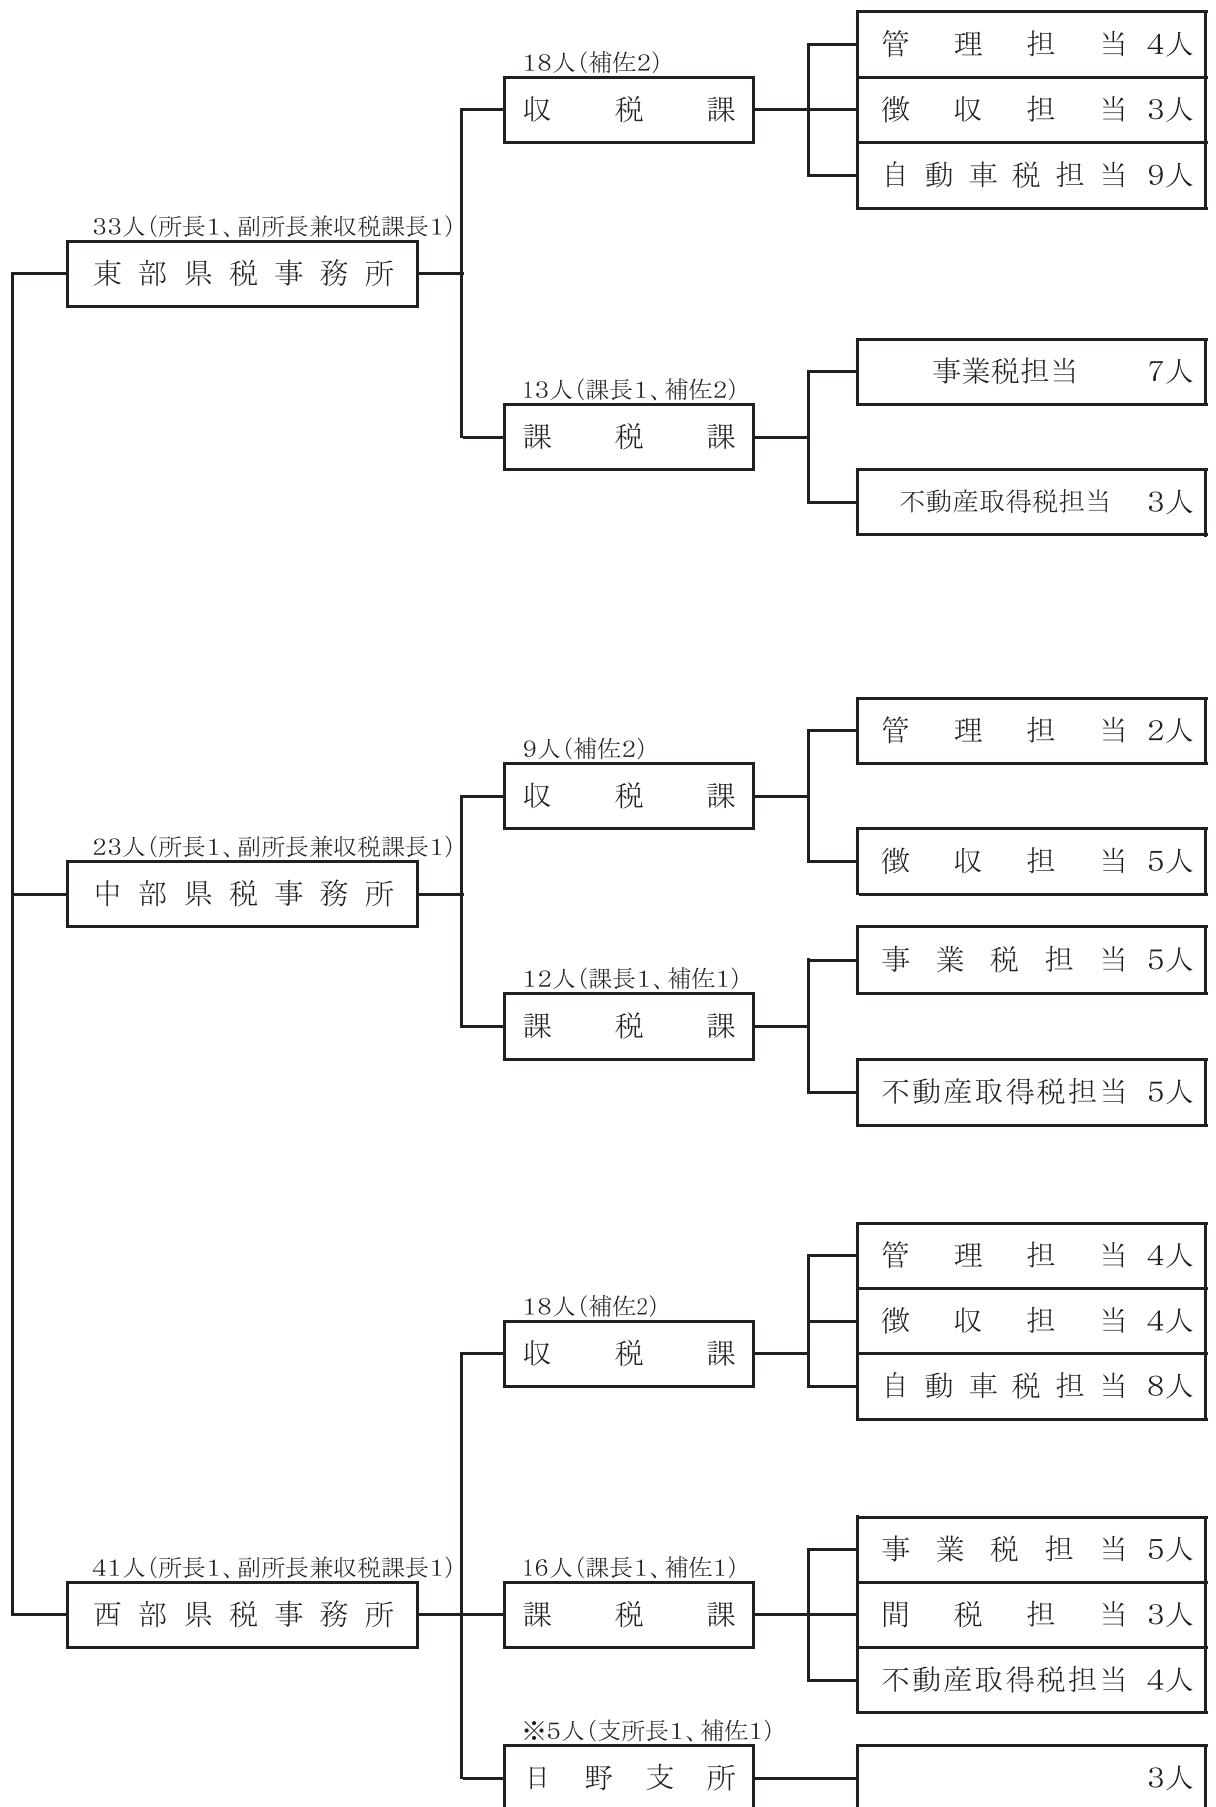 33人(所長1、副所長兼収税課長1)
東部県税事務所
18人(補佐2)
収税課
管理担当 4人
徴収担当 3人
自動車税担当 9人
13人(課長1、補佐2)
課税課
事業税担当 7人
不動産取得税担当 3人
23人(所長1、副所長兼収税課長1)
中部県税事務所
9人(補佐2)
収税課
管理担当 2人
徴収担当 5人
12人(課長1、補佐1)
課税課
事業税担当 5人
不動産取得税担当 5人
41人(所長1、副所長兼収税課長1)
西部県税事務所
18人(補佐2)
収税課
管理担当 4人
徴収担当 4人
自動車税担当 8人
16人(課長1、補佐1)
課税課
事業税担当 5人
間税担当 3人
不動産取得税担当 4人
※5人(支所長1、補佐1)
日野支所
3人